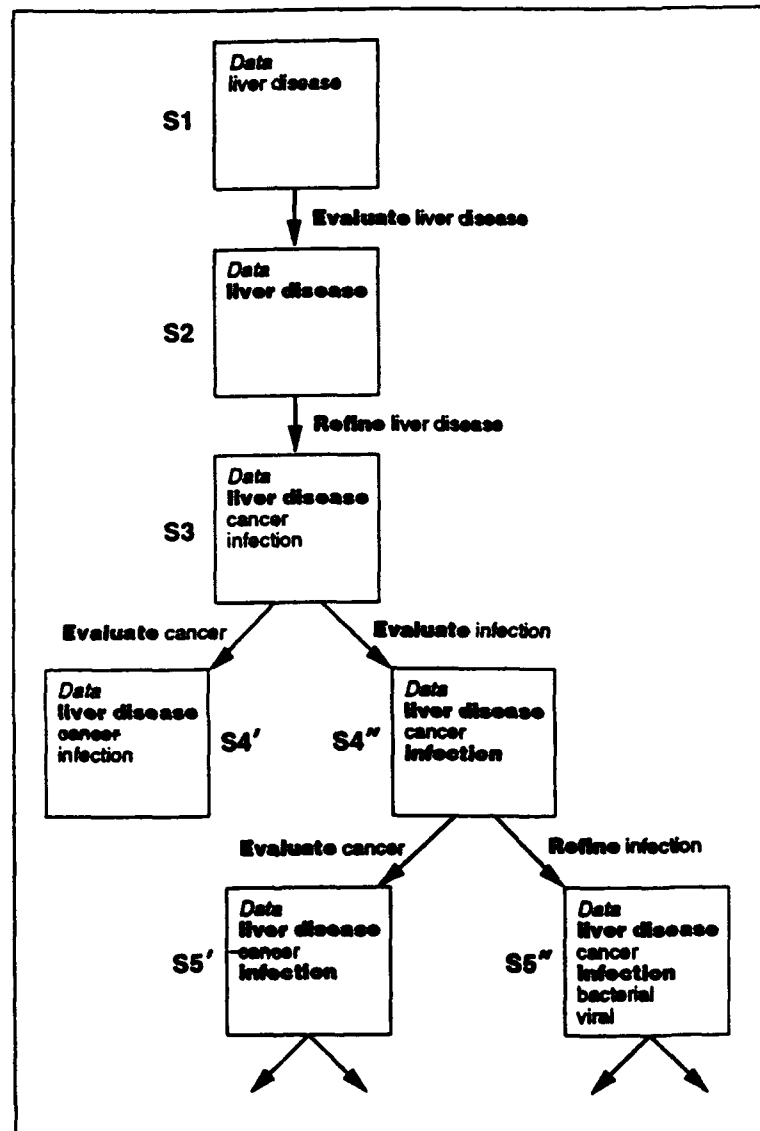 Data
liver disease
S1
Evaluate liver disease
Data
liver disease
S2
Refine liver disease
Data
liver disease
cancer
infection
S3
Evaluate cancer
Evaluate infection
Data
liver disease
cancer
infection
S4′
S4″
Data
liver disease
cancer
infection
Evaluate cancer
Refine infection
Data
liver disease
cancer
infection
S5′
S5″
Data
liver disease
cancer
infection
bacterial
viral